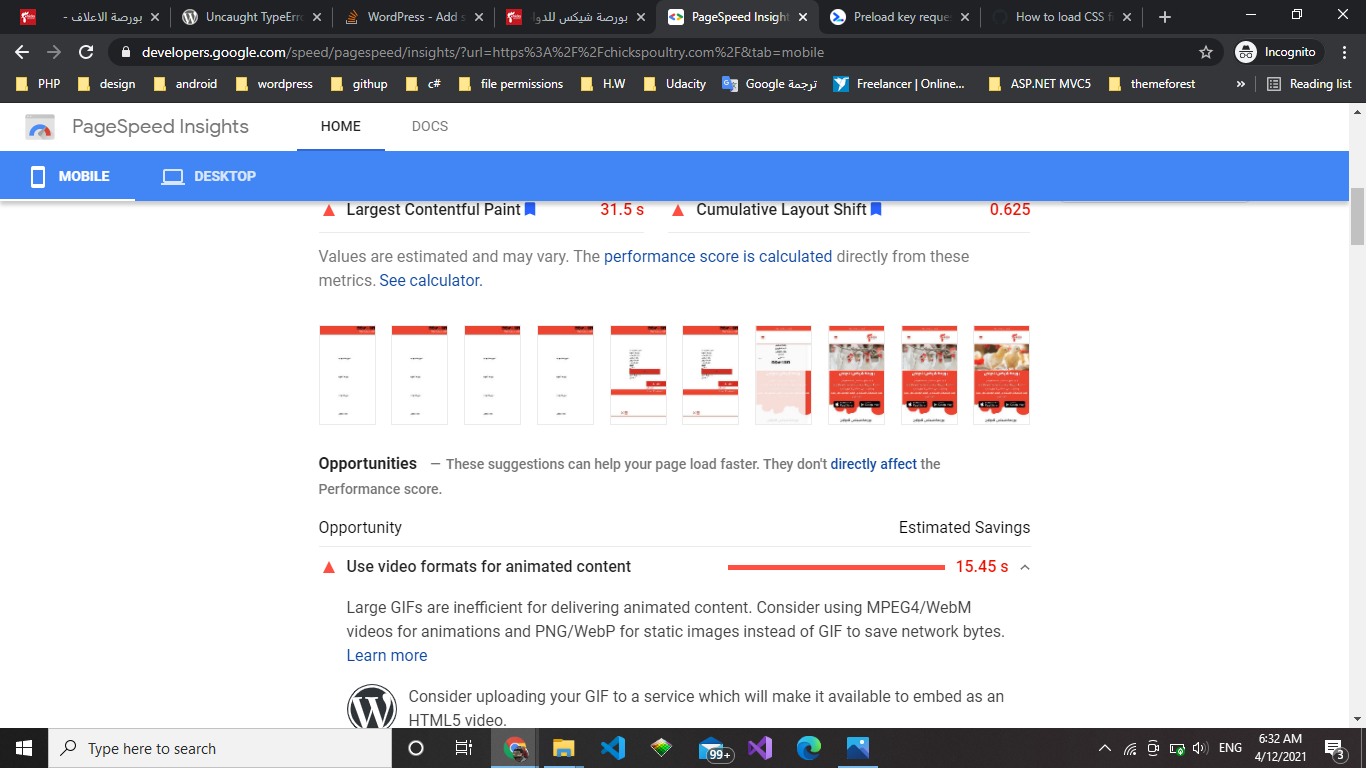 بورصة الاعلاف -
Uncaught TypeErro
WordPress - Add s
بورصة شيكس للدوا
PageSpeed Insight
Preload key reque
How to load CSS fi
developers.google.com/speed/pagespeed/insights/?url=https%3A%2F%2Fchickspoultry.com%2F&tab=mobile
Incognito
PHP design android wordpress githup c# file permissions H.W Udacity ترجمة Google Freelancer | Online... ASP.NET MVC5 themeforest » Reading list
PageSpeed Insights HOME DOCS
MOBILE DESKTOP
Largest Contentful Paint 31.5 s Cumulative Layout Shift 0.625
Values are estimated and may vary. The performance score is calculated directly from these
metrics. See calculator.
Opportunities — These suggestions can help your page load faster. They don't directly affect the
Performance score.
Opportunity Estimated Savings
Use video formats for animated content 15.45 s
Large GIFs are inefficient for delivering animated content. Consider using MPEG4/WebM
videos for animations and PNG/WebP for static images instead of GIF to save network bytes.
Learn more
Consider uploading your GIF to a service which will make it available to embed as an
HTML5 video.
Type here to search
99+
ENG
6:32 AM
4/12/2021
3